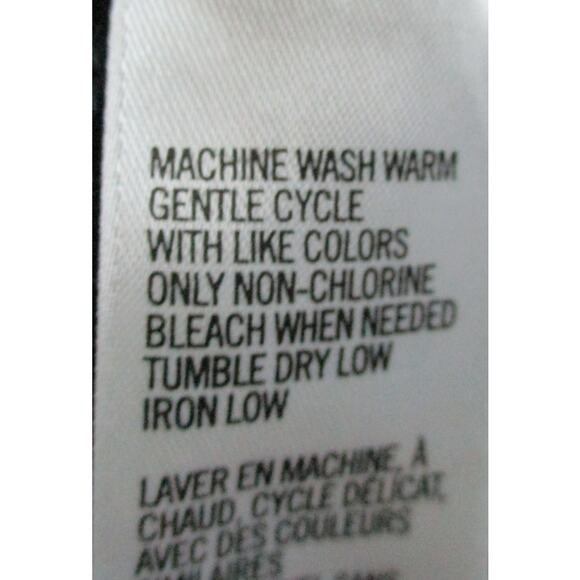 MACHINE WASH WARM
GENTLE CYCLE
WITH LIKE COLORS
ONLY NON-CHLORINE
BLEACH WHEN NEEDED
TUMBLE DRY LOW
IRON LOW
LAVER EN MACHINE, À
CHAUD, CYCLE DÉLICAT,
AVEC DES COULEURS